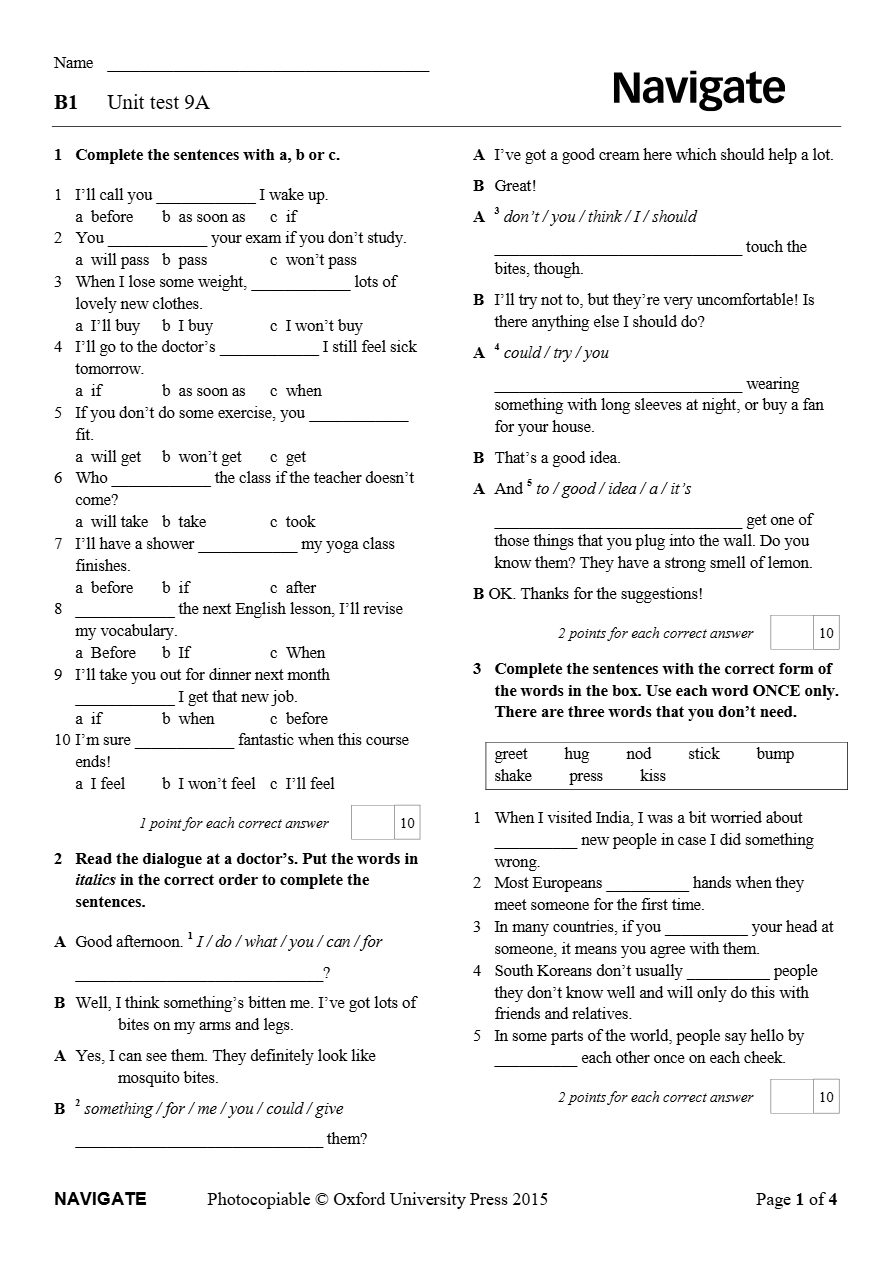 Name ____________________________________
Navigate
B1 Unit test 9A
1 Complete the sentences with a, b or c.
1 I’ll call you ____________ I wake up.
a before b as soon as c if
2 You ____________ your exam if you don’t study.
a will pass b pass c won’t pass
3 When I lose some weight, ____________ lots of
lovely new clothes.
a I’ll buy b I buy c I won’t buy
4 I’ll go to the doctor’s ____________ I still feel sick
tomorrow.
a if b as soon as c when
5 If you don’t do some exercise, you ____________
fit.
a will get b won’t get c get
6 Who ____________ the class if the teacher doesn’t
come?
a will take b take c took
7 I’ll have a shower ____________ my yoga class
finishes.
a before b if c after
8 ____________ the next English lesson, I’ll revise
my vocabulary.
a Before b If c When
9 I’ll take you out for dinner next month
____________ I get that new job.
a if b when c before
10 I’m sure ____________ fantastic when this course
ends!
a I feel b I won’t feel c I’ll feel
1 point for each correct answer 10
2 Read the dialogue at a doctor’s. Put the words in
italics in the correct order to complete the
sentences.
A Good afternoon. 1 I / do / what / you / can / for
______________________________?
B Well, I think something’s bitten me. I’ve got lots of
bites on my arms and legs.
A Yes, I can see them. They definitely look like
mosquito bites.
B 2 something / for / me / you / could / give
______________________________ them?
A I’ve got a good cream here which should help a lot.
B Great!
A 3 don’t / you / think / I / should
______________________________ touch the
bites, though.
B I’ll try not to, but they’re very uncomfortable! Is
there anything else I should do?
A 4 could / try / you
______________________________ wearing
something with long sleeves at night, or buy a fan
for your house.
B That’s a good idea.
A And 5 to / good / idea / a / it’s
______________________________ get one of
those things that you plug into the wall. Do you
know them? They have a strong smell of lemon.
B OK. Thanks for the suggestions!
2 points for each correct answer 10
3 Complete the sentences with the correct form of
the words in the box. Use each word ONCE only.
There are three words that you don’t need.
greet hug nod stick bump
shake press kiss
1 When I visited India, I was a bit worried about
__________ new people in case I did something
wrong.
2 Most Europeans __________ hands when they
meet someone for the first time.
3 In many countries, if you __________ your head at
someone, it means you agree with them.
4 South Koreans don’t usually __________ people
they don’t know well and will only do this with
friends and relatives.
5 In some parts of the world, people say hello by
__________ each other once on each cheek.
2 points for each correct answer 10
NAVIGATE Photocopiable © Oxford University Press 2015 Page 1 of 4